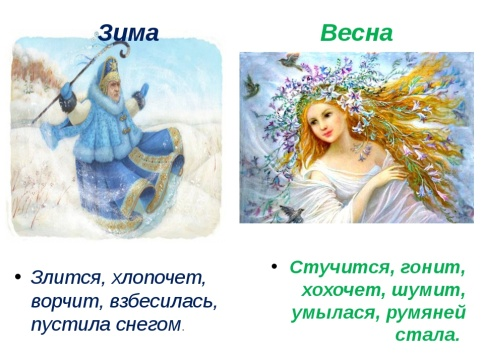 Зима
Весна
• Злится, хлопочет,
ворчит, взбесилась,
пустила снегом.
• Стучится, гонит,
хохочет, шумит,
умылася, румяней
стала.